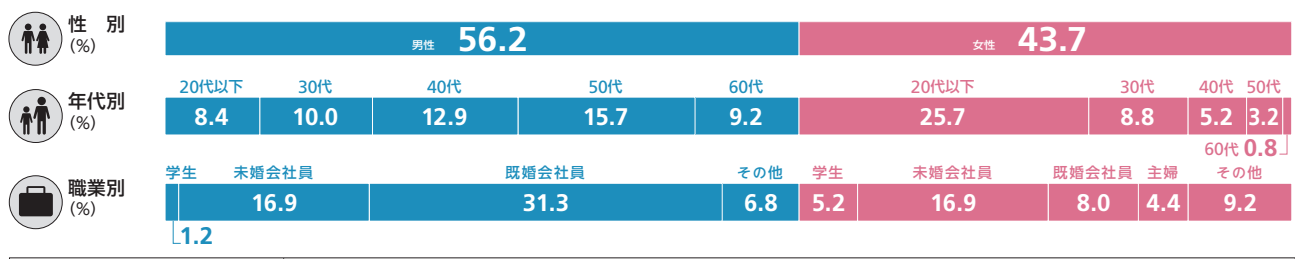 性 別
(%)
男性 56.2 女性 43.7
年代別
(%)
20代以下 30代 40代 50代 60代 20代以下 30代 40代 50代
8.4 10.0 12.9 15.7 9.2 25.7 8.8 5.2 3.2
60代 0.8
職業別
(%)
学生 未婚会社員 既婚会社員 その他 学生 未婚会社員 既婚会社員 主婦 その他
16.9 31.3 6.8 5.2 16.9 8.0 4.4 9.2
1.2